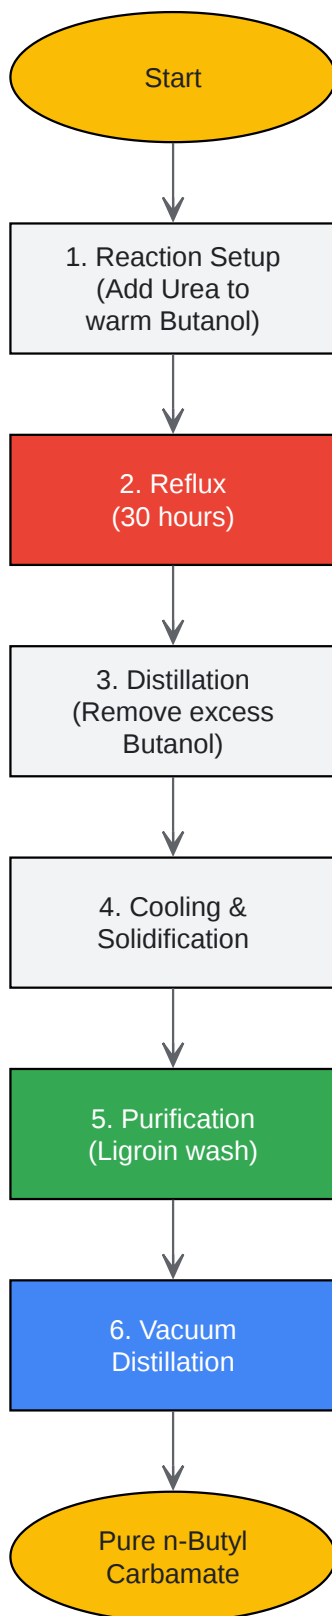 Start
1. Reaction Setup
(Add Urea to
warm Butanol)
2. Reflux
(30 hours)
3. Distillation
(Remove excess
Butanol)
4. Cooling &
Solidification
5. Purification
(Ligroin wash)
6. Vacuum
Distillation
Pure n-Butyl
Carbamate